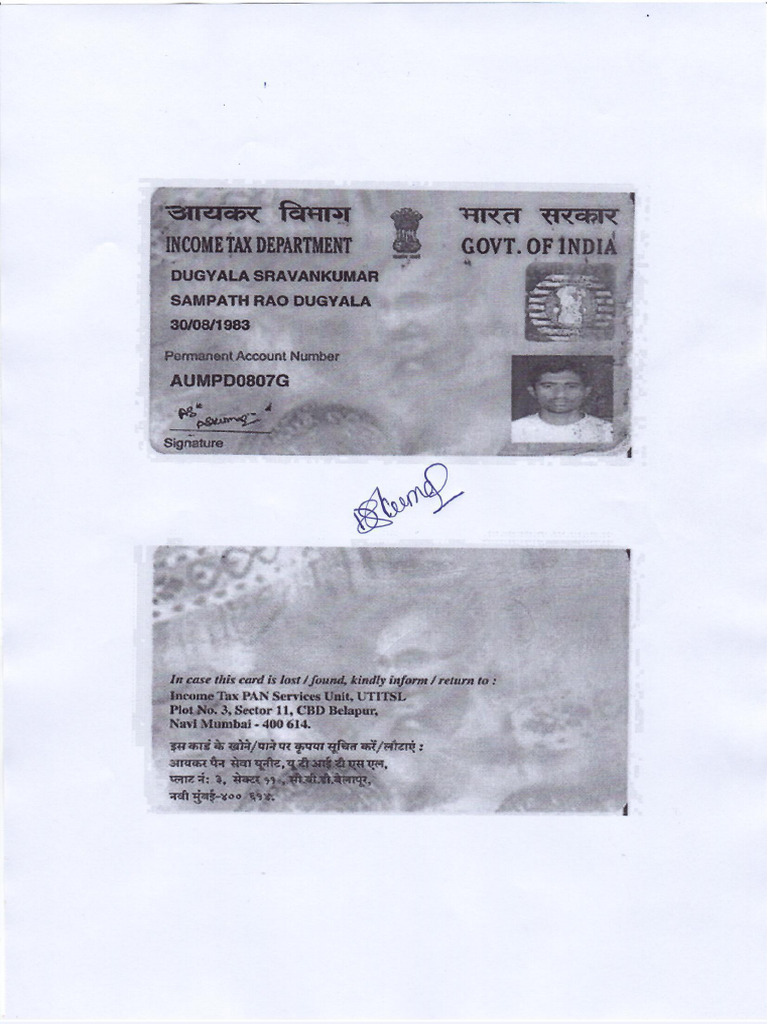 आयकर विभाग
INCOME TAX DEPARTMENT
भारत सरकार
GOVT. OF INDIA
DUGYALA SRAVANKUMAR
SAMPATH RAO DUGYALA
30/08/1983
Permanent Account Number
AUMPD0807G
Signature
In case this card is lost / found, kindly inform / return to :
Income Tax PAN Services Unit, UTITSL
Plot No. 3, Sector 11, CBD Belapur,
Navi Mumbai - 400 614.
इस कार्ड के खोने/पाने पर कृपया सूचित करें/लौटाएं :
आयकर पैन सेवा यूनीट, यू टी आई टी एस एल,
प्लाट नं: ३, सेक्टर ११ , सी.बी.डी.बेलापूर,
नवी मुंबई-४०० ६१४.